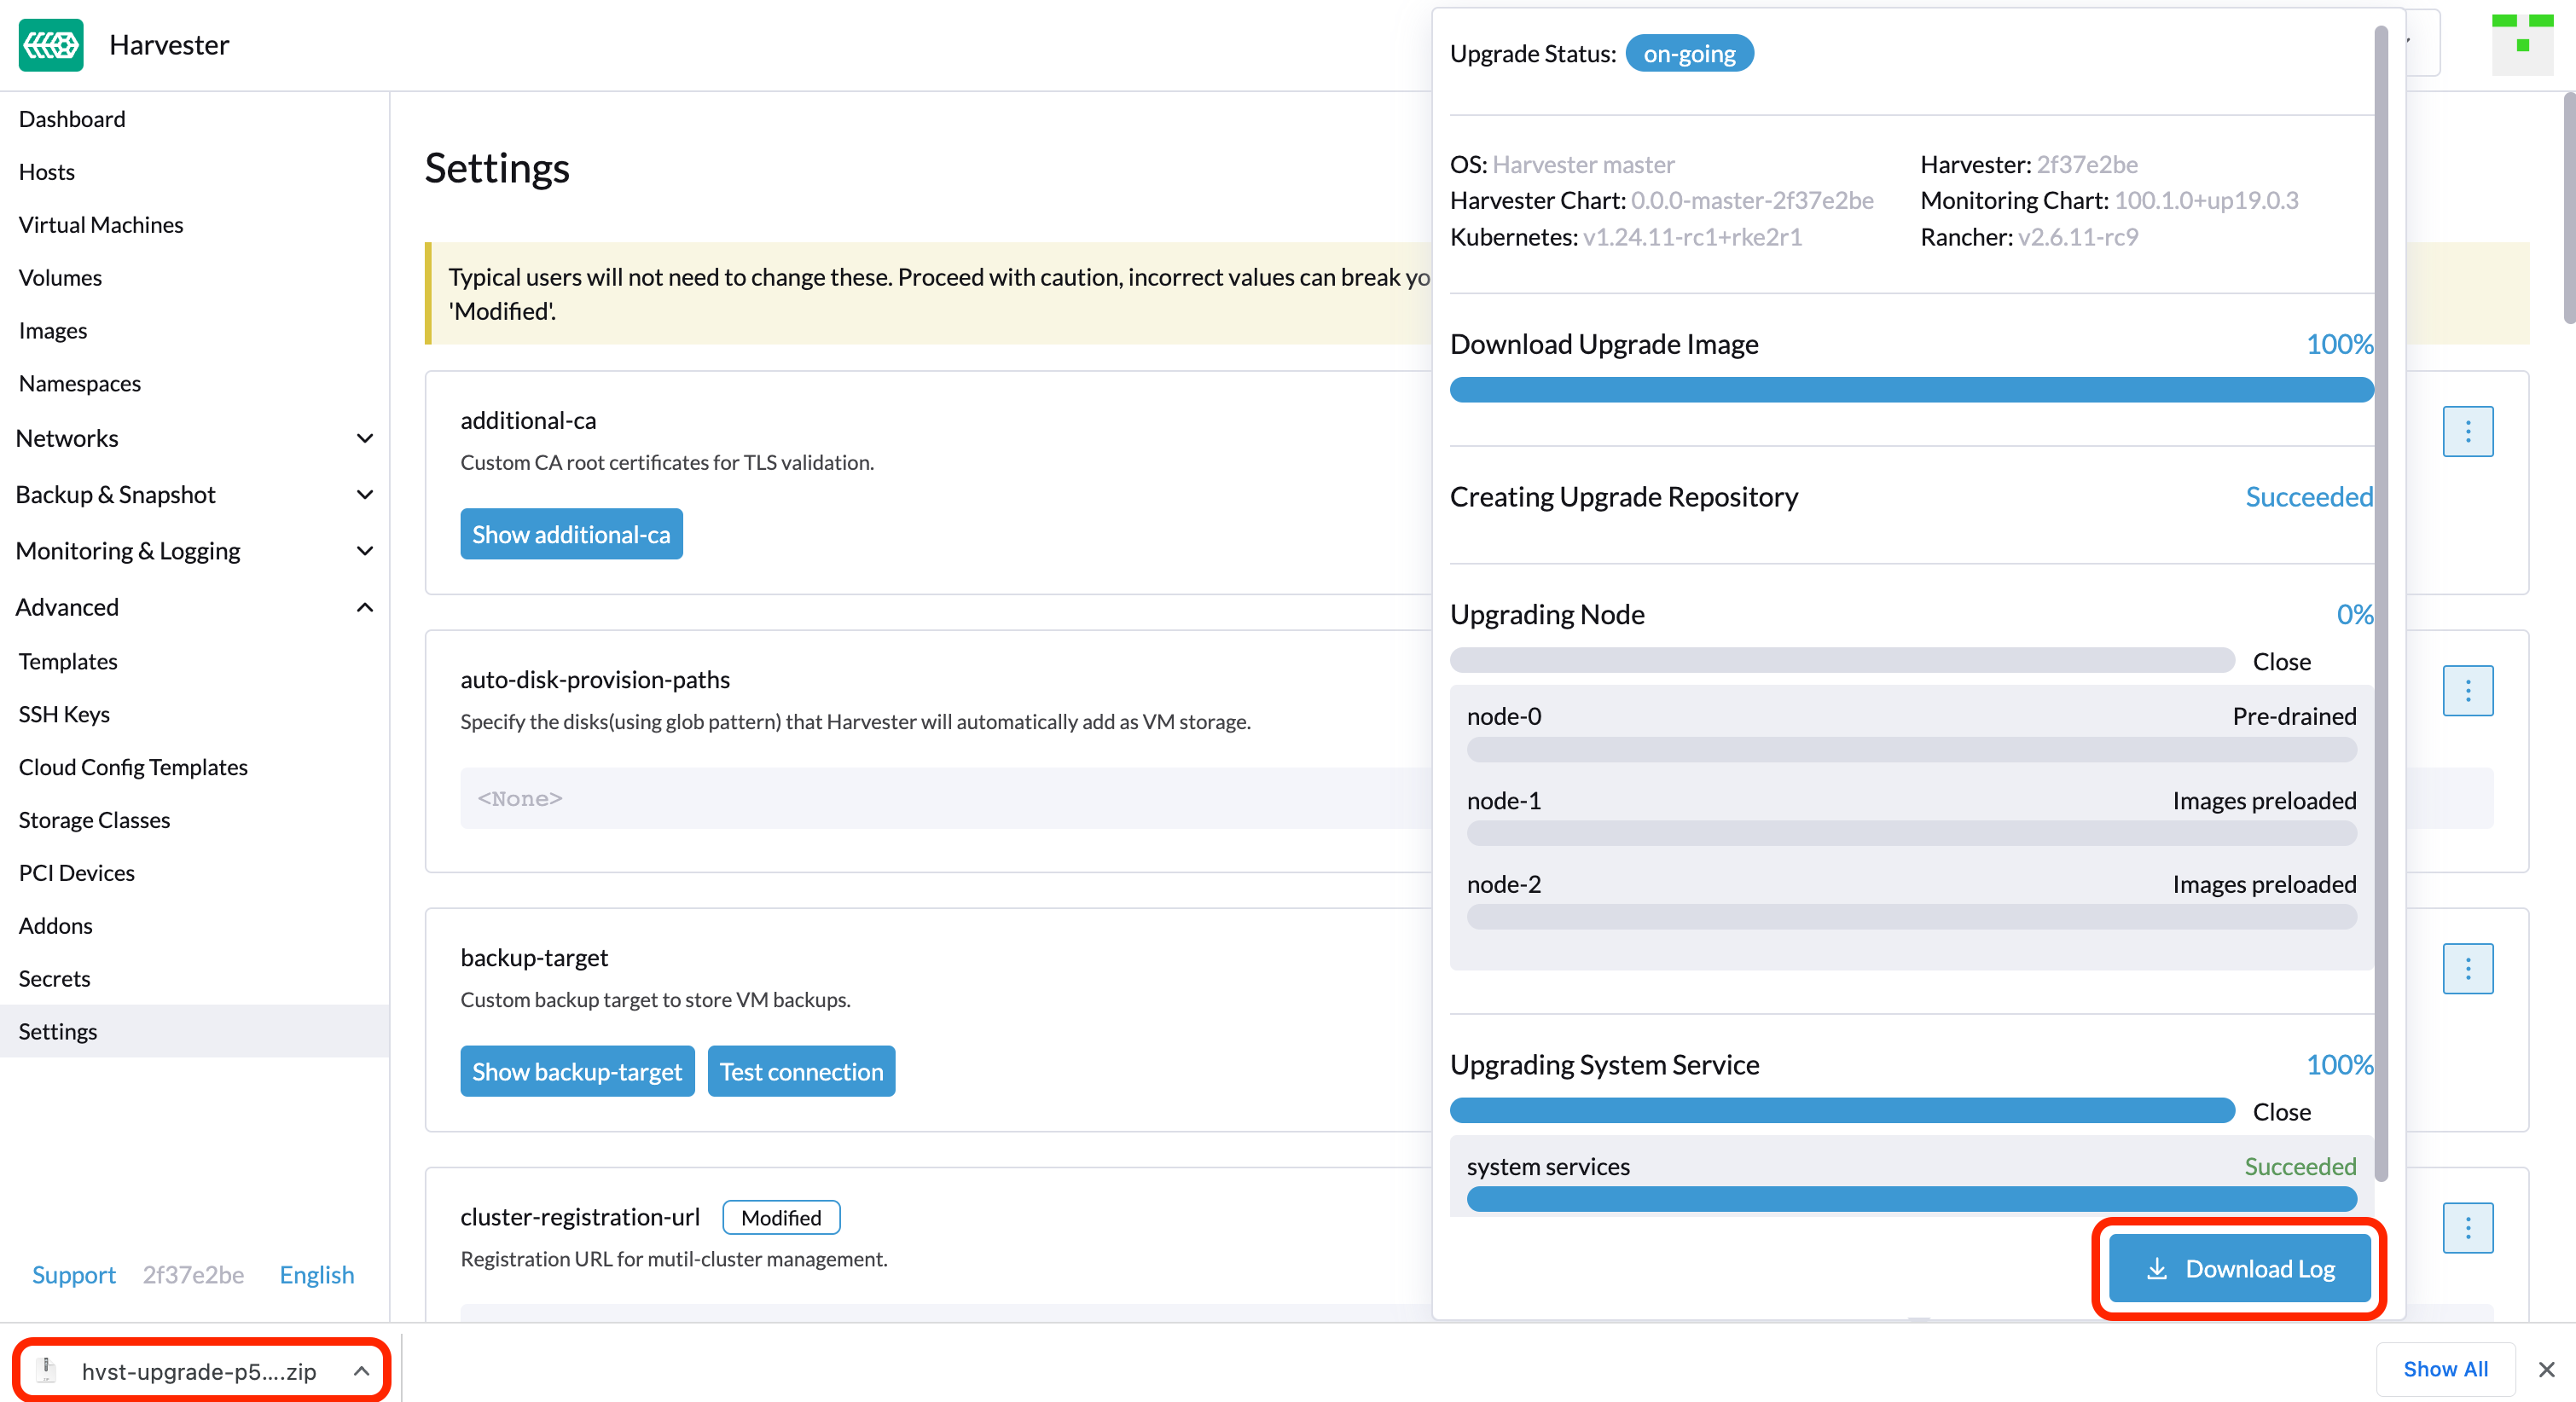 Harvester
Dashboard
Hosts
Virtual Machines
Volumes
Images
Namespaces
Networks
Backup & Snapshot
Monitoring & Logging
Advanced
Templates
SSH Keys
Cloud Config Templates
Storage Classes
PCI Devices
Addons
Secrets
Settings
Support 2f37e2be English
Settings
Typical users will not need to change these. Proceed with caution, incorrect values can break yo
'Modified'.
additional-ca
Custom CA root certificates for TLS validation.
Show additional-ca
auto-disk-provision-paths
Specify the disks(using glob pattern) that Harvester will automatically add as VM storage.
<None>
backup-target
Custom backup target to store VM backups.
Show backup-target Test connection
cluster-registration-url Modified
Registration URL for mutil-cluster management.
Upgrade Status: on-going
OS: Harvester master Harvester: 2f37e2be
Harvester Chart: 0.0.0-master-2f37e2be Monitoring Chart: 100.1.0+up19.0.3
Kubernetes: v1.24.11-rc1+rke2r1 Rancher: v2.6.11-rc9
Download Upgrade Image 100%
Creating Upgrade Repository Succeeded
Upgrading Node 0%
Close
node-0 Pre-drained
node-1 Images preloaded
node-2 Images preloaded
Upgrading System Service 100%
Close
system services Succeeded
Download Log
hvst-upgrade-p5....zip
Show All